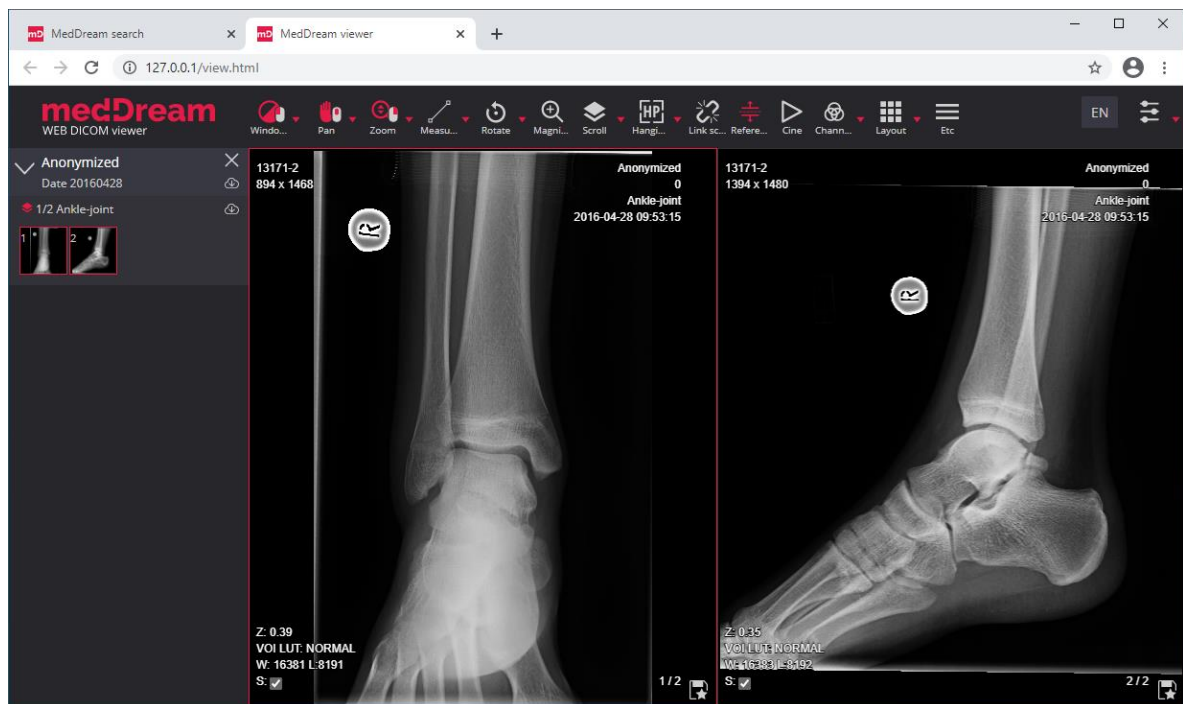 MedDream search
MedDream viewer
127.0.0.1/view.html
medDream
WEB DICOM viewer
Windo...
Pan
Zoom
Measu...
Rotate
Magni...
Scroll
Hangi...
Link sc...
Refere...
Cine
Chann...
Layout
Etc
EN
Anonymized
Date 20160428
1/2 Ankle-joint
1
2
13171-2
894 x 1468
Anonymized
0
Ankle-joint
2016-04-28 09:53:15
R
Z: 0.39
VOI LUT: NORMAL
W: 16381 L:8191
S:
1 / 2
13171-2
1394 x 1480
Anonymized
0
Ankle-joint
2016-04-28 09:53:15
R
Z: 0.35
VOI LUT: NORMAL
W: 16383 L:8192
S:
2 / 2